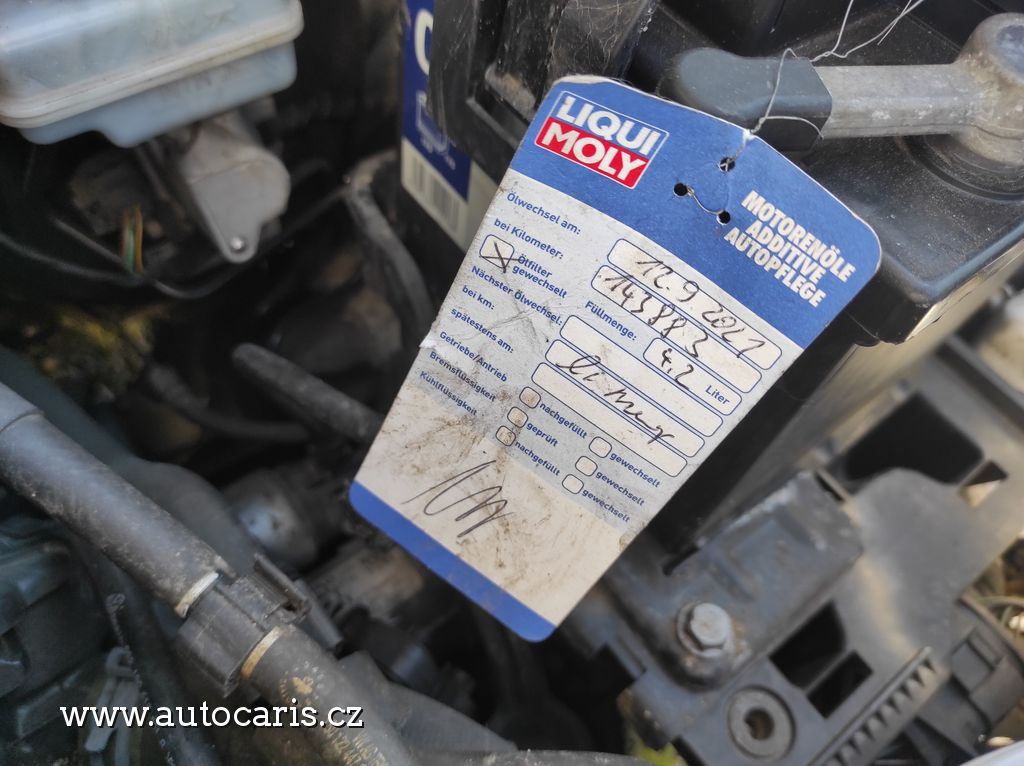 LIQUI
MOLY
MOTORENÖLE
ADDITIVE
AUTOPFLEGE
Ölwechsel am: 12.9 2021
bei Kilometer: 143883
Ölfilter
gewechselt
Füllmenge: 4,2 Liter
Nächster Ölwechsel:
bei km:
spätestens am:
Getriebe/Antrieb nachgefüllt gewechselt
Bremsflüssigkeit geprüft gewechselt
Kühlflüssigkeit nachgefüllt gewechselt
www.autocaris.cz